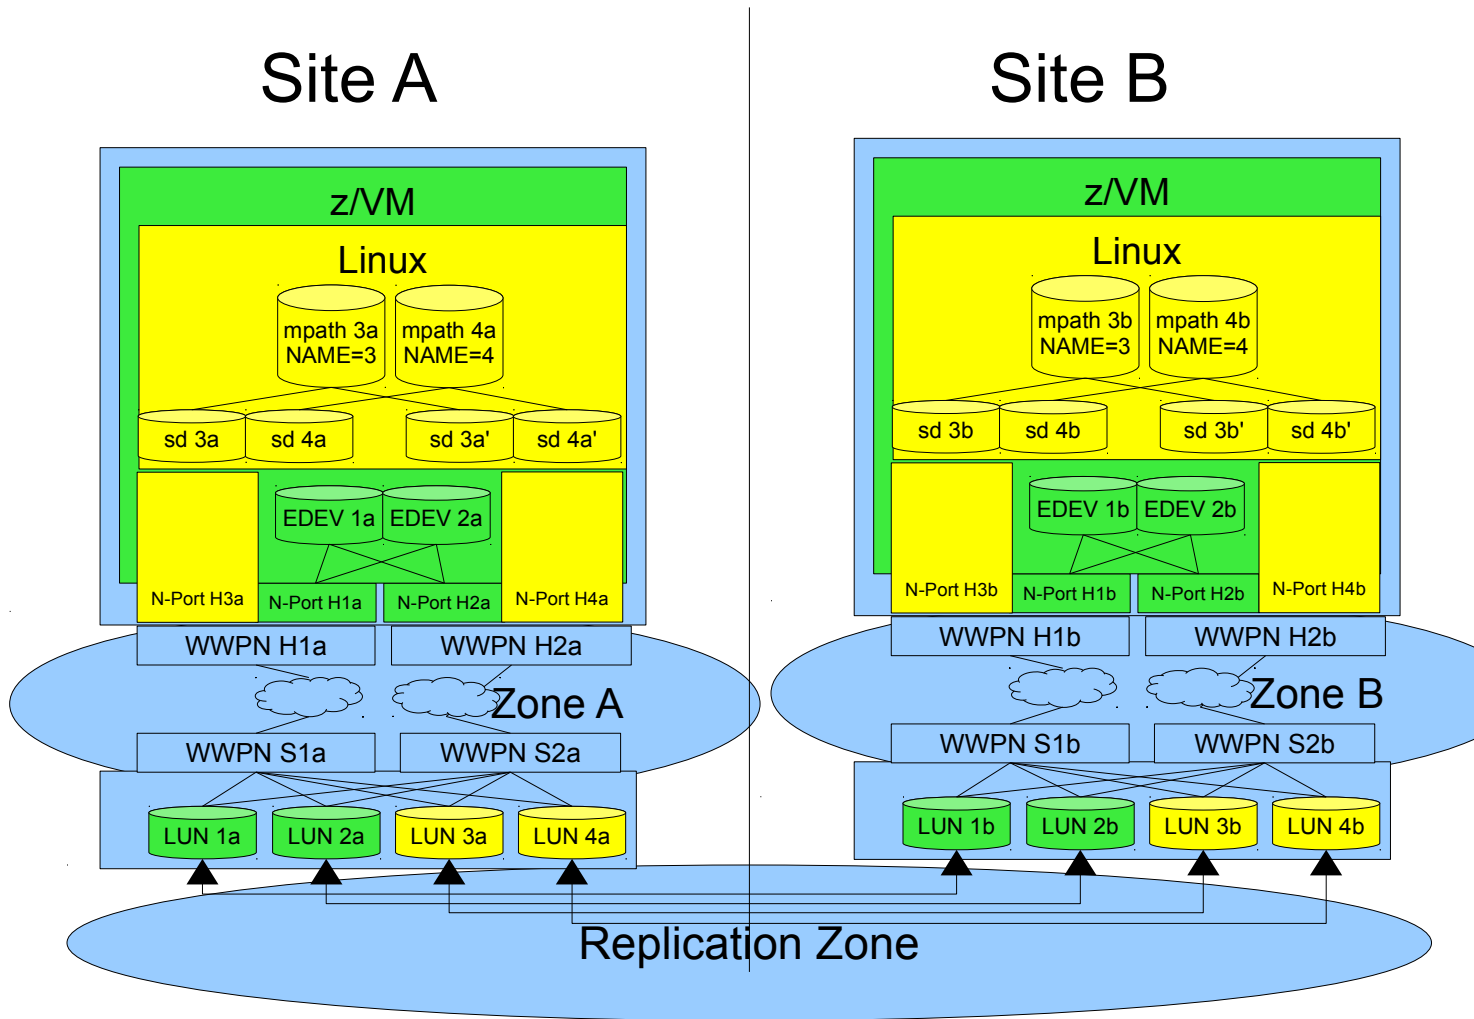 Site A
z/VM
Linux
mpath 3a
NAME=3
mpath 4a
NAME=4
sd 3a
sd 4a
sd 3a'
sd 4a'
EDEV 1a
EDEV 2a
N-Port H3a
N-Port H1a
N-Port H2a
N-Port H4a
WWPN H1a
WWPN H2a
Zone A
WWPN S1a
WWPN S2a
LUN 1a
LUN 2a
LUN 3a
LUN 4a
Site B
z/VM
Linux
mpath 3b
NAME=3
mpath 4b
NAME=4
sd 3b
sd 4b
sd 3b'
sd 4b'
EDEV 1b
EDEV 2b
N-Port H3b
N-Port H1b
N-Port H2b
N-Port H4b
WWPN H1b
WWPN H2b
Zone B
WWPN S1b
WWPN S2b
LUN 1b
LUN 2b
LUN 3b
LUN 4b
Replication Zone